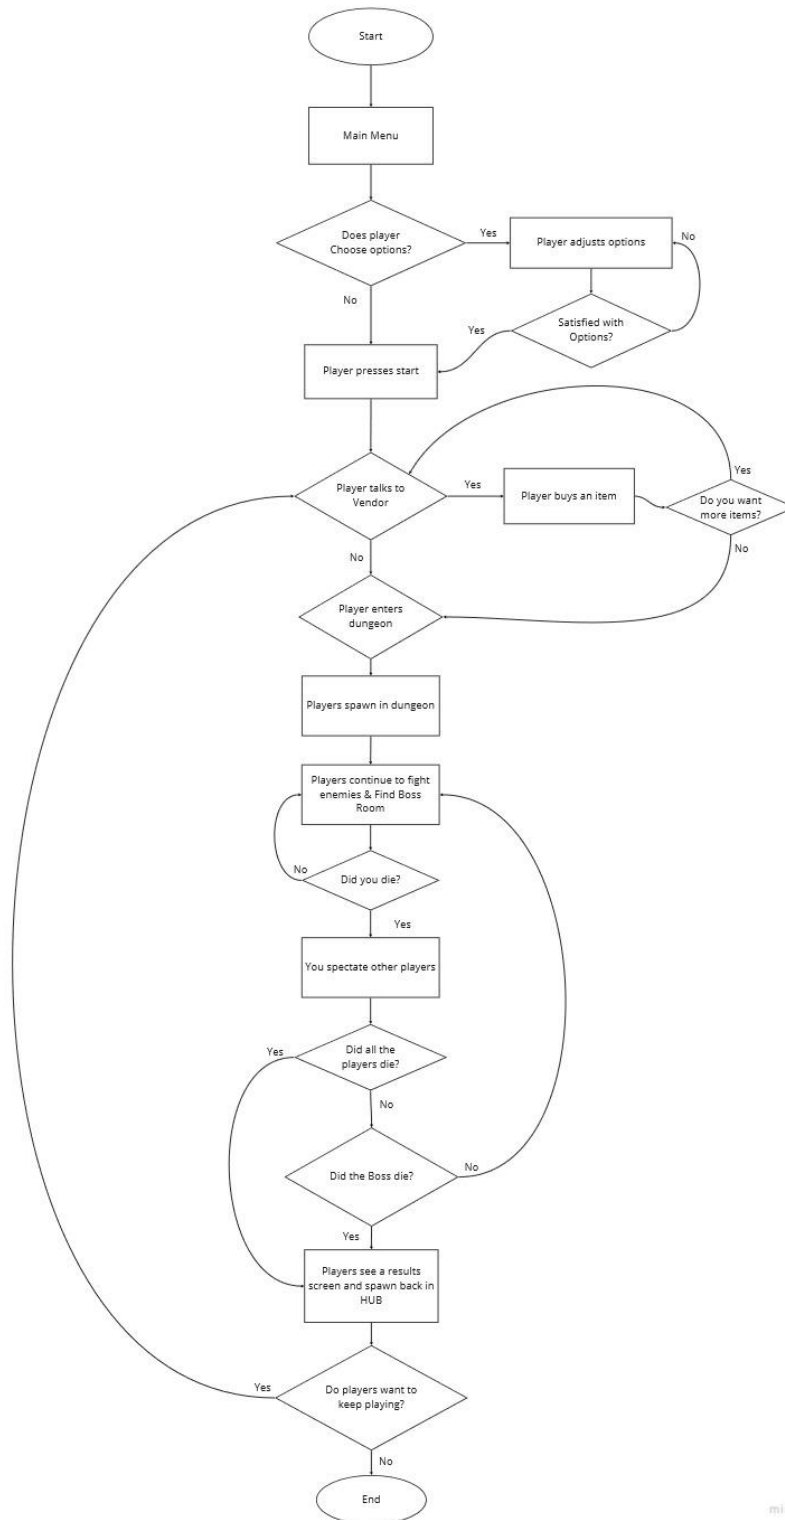 Start
Main Menu
Does player
Choose options?
Yes
Player adjusts options
No
No
Satisfied with
Options?
Yes
Player presses start
Player talks to
Vendor
Yes
Player buys an item
Yes
Do you want
more items?
No
No
Player enters
dungeon
Players spawn in dungeon
Players continue to fight
enemies & Find Boss
Room
No
Did you die?
Yes
You spectate other players
Yes
Did all the
players die?
No
Did the Boss die?
No
Yes
Players see a results
screen and spawn back in
HUB
Yes
Do players want to
keep playing?
No
End